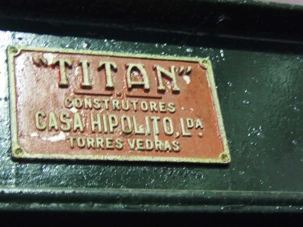 "TITAN"
CONSTRUTORES
CASA HIPOLITO, LDA
TORRES VEDRAS